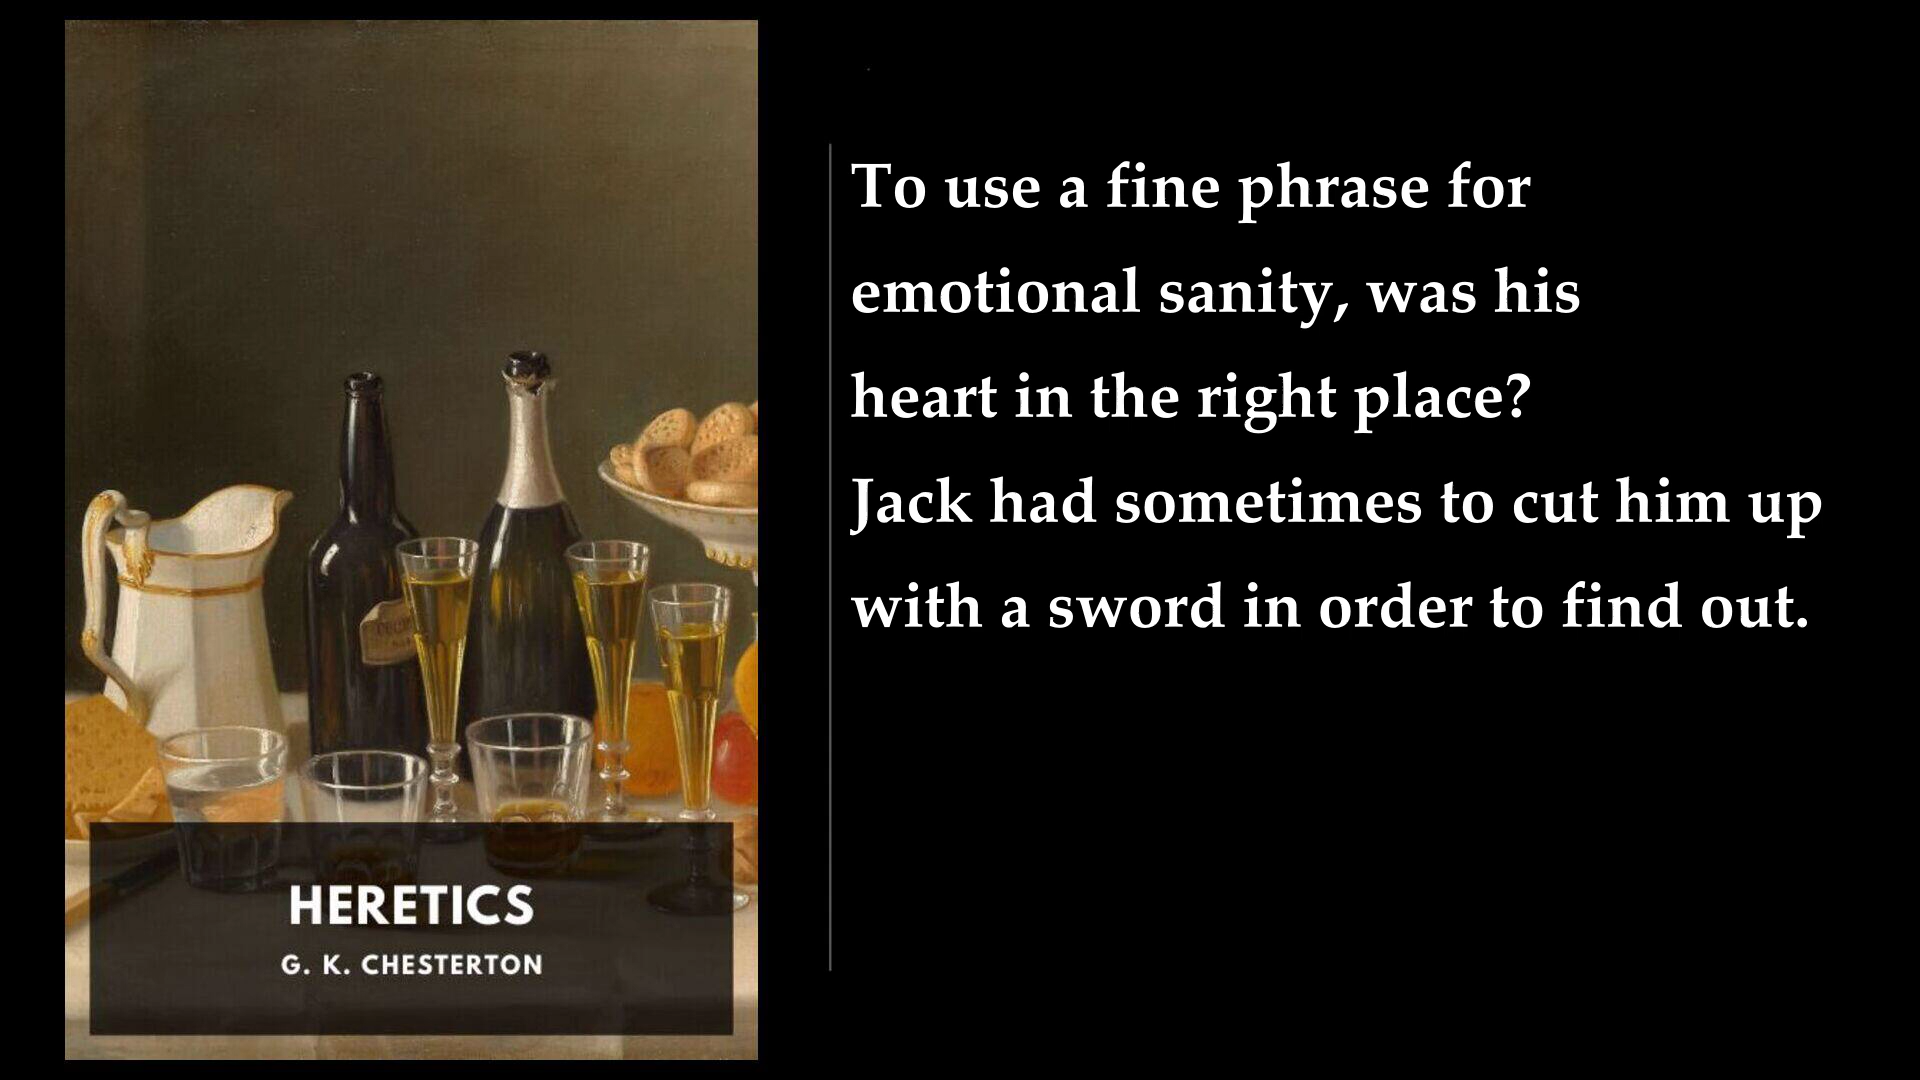 To use a fine phrase for
emotional sanity, was his
heart in the right place?
Jack had sometimes to cut him up
with a sword in order to find out.
HERETICS
G. K. CHESTERTON